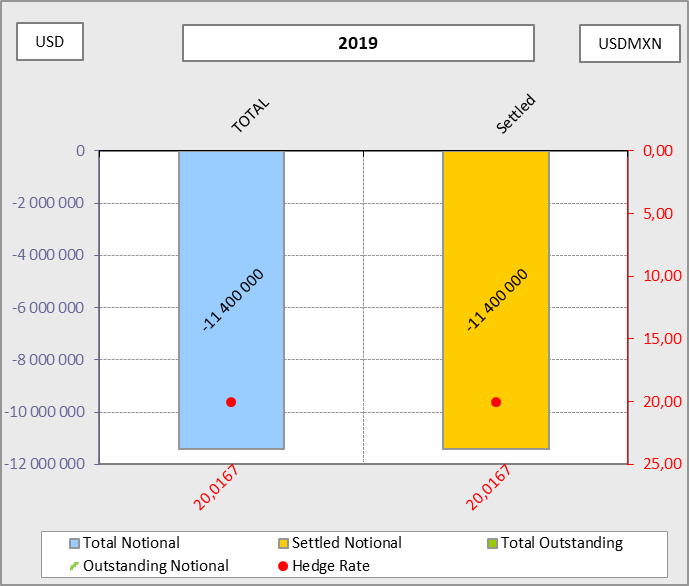 USD
2019
USDMXN
TOTAL
Settled
0
-2 000 000
-4 000 000
-6 000 000
-8 000 000
-10 000 000
-12 000 000
-11 400 000
-11 400 000
0,00
5,00
10,00
15,00
20,00
25,00
20,0167
20,0167
Total Notional
Settled Notional
Total Outstanding
Outstanding Notional
Hedge Rate